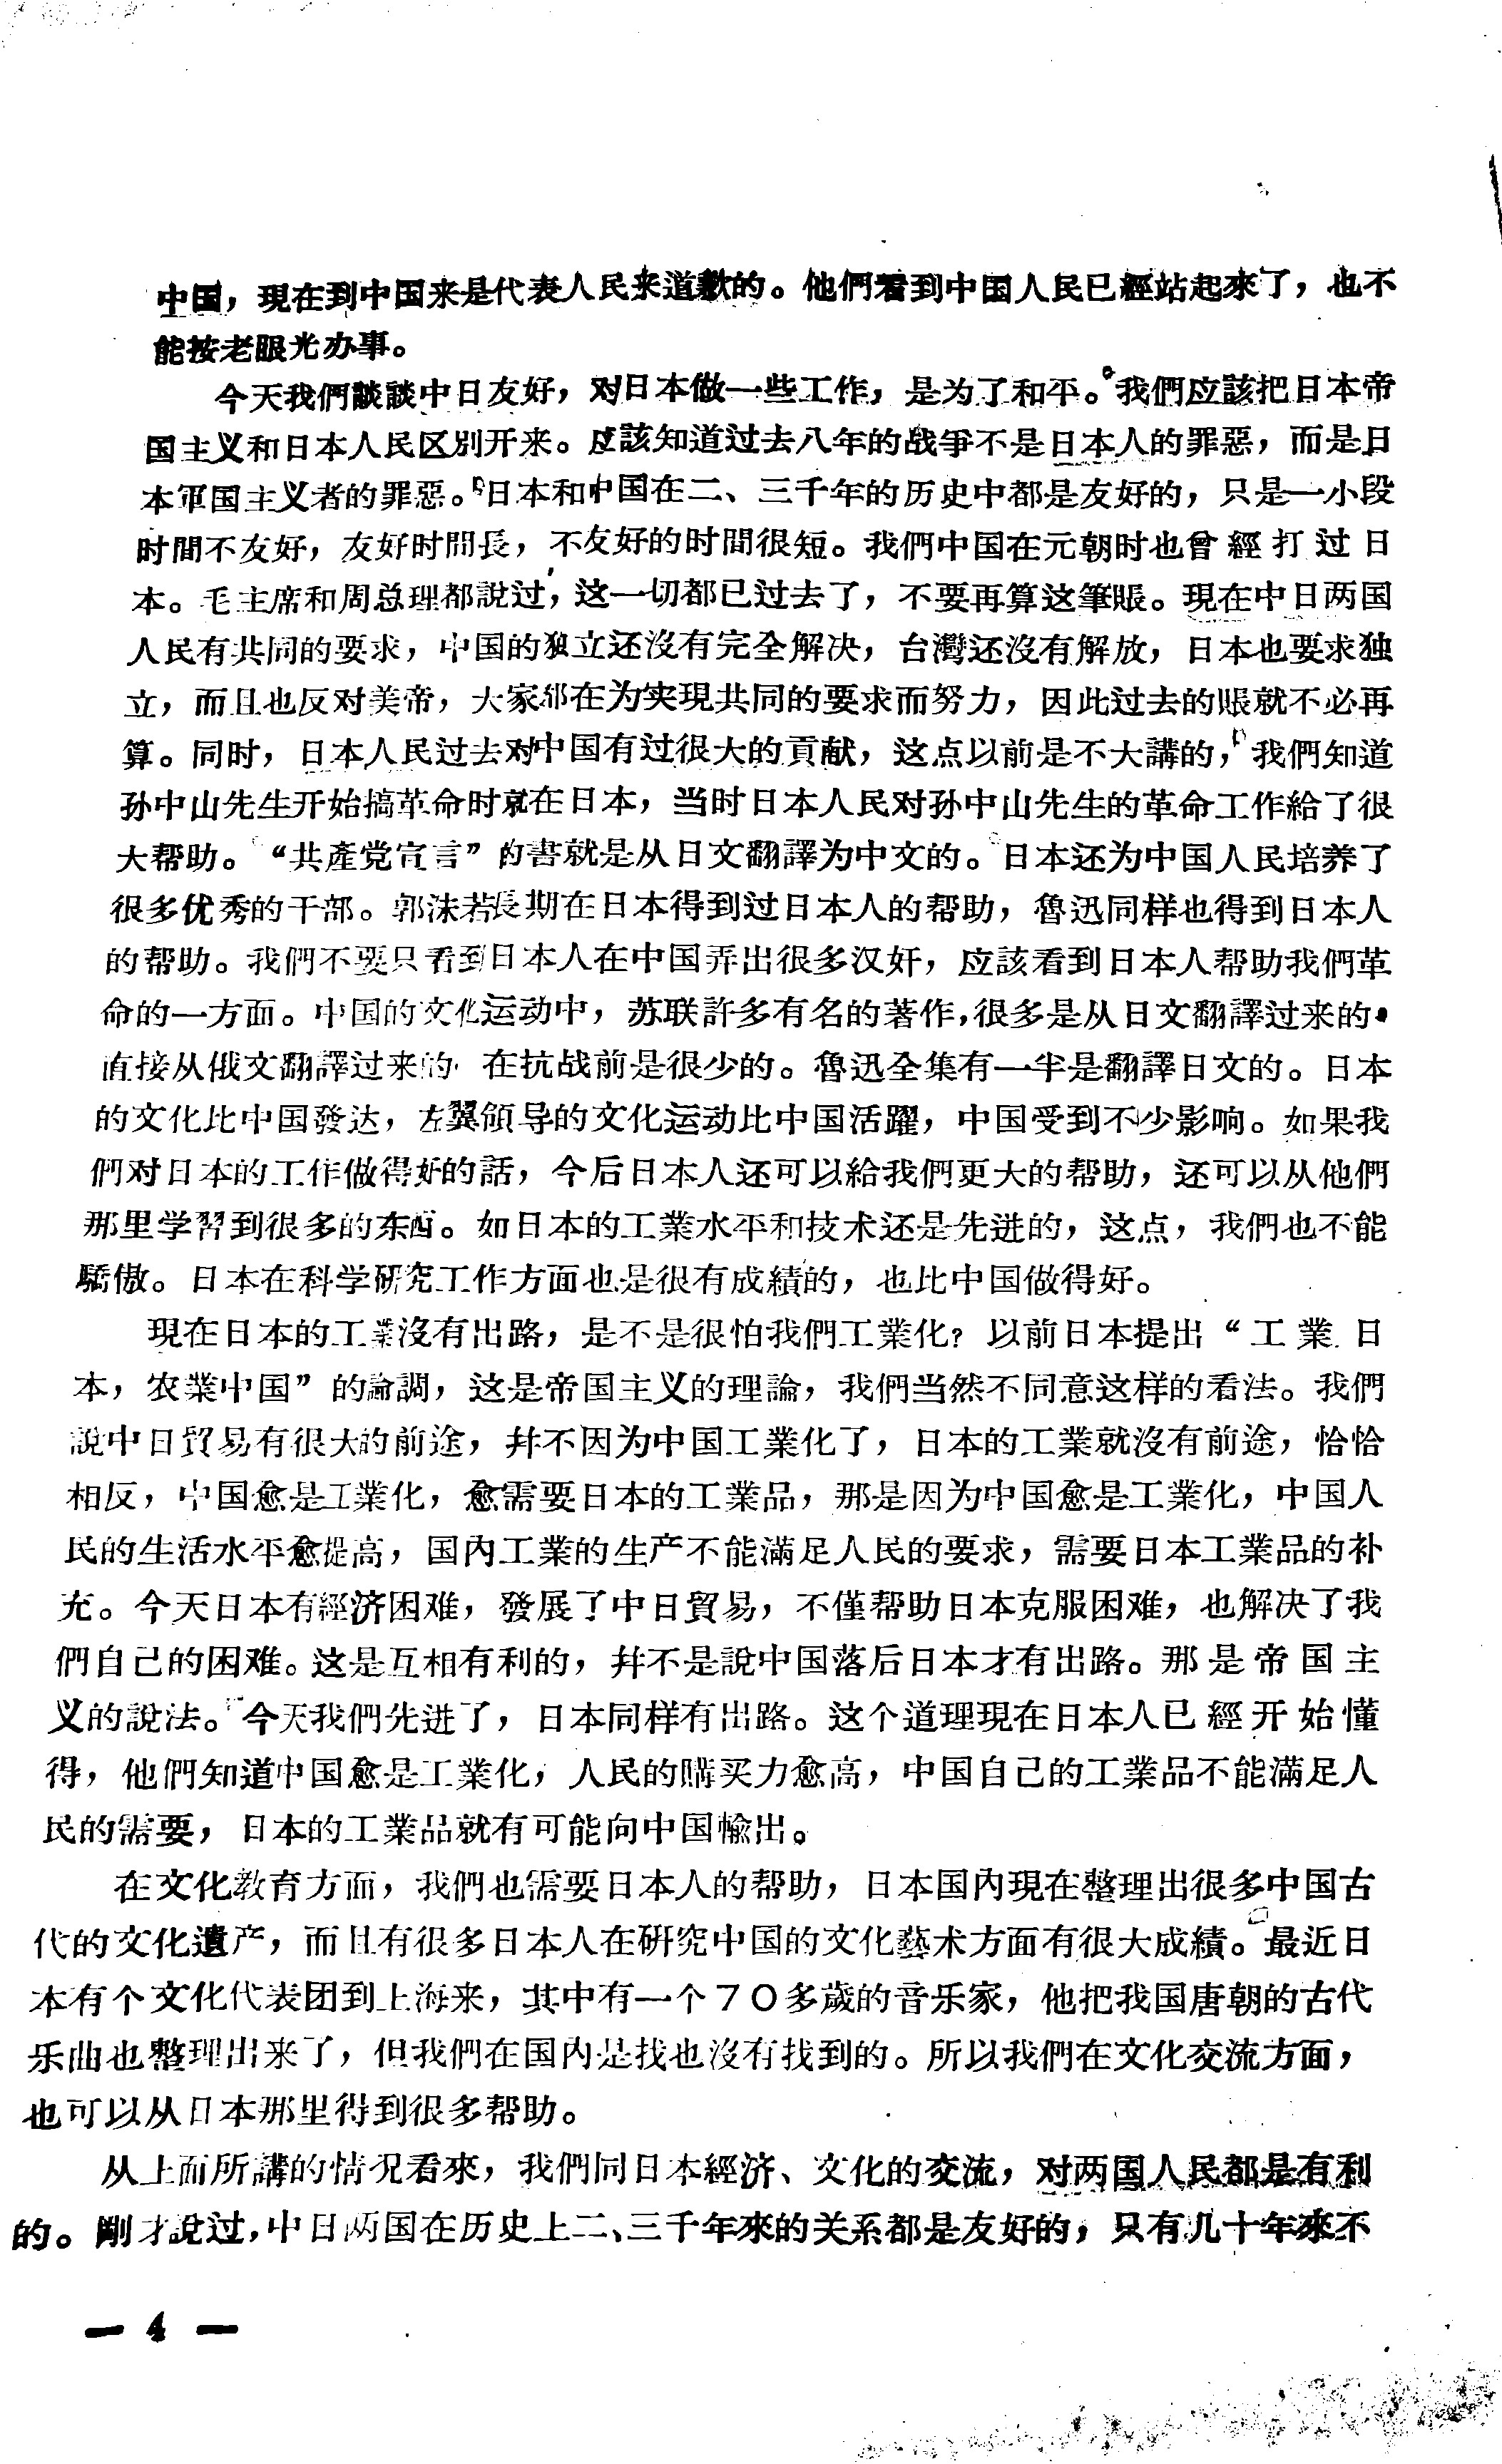 中国，現在到中国来是代表人民来道歉的。他們看到中国人民已經站起來了，也不
能按老眼光办事。
今天我們談談中日友好，对日本做一些工作，是为了和平。我們应該把日本帝
国主义和日本人民区別开来。应該知道过去八年的战爭不是日本人的罪惡，而是日
本軍国主义者的罪惡。日本和中国在二、三千年的历史中都是友好的，只是一小段
时間不友好，友好时間長，不友好的时間很短。我們中国在元朝时也曾經打过日
本。毛主席和周总理都說过，这一切都已过去了，不要再算这筆賬。現在中日两国
人民有共同的要求，中国的独立还沒有完全解决，台灣还沒有解放，日本也要求独
立，而且也反对美帝，大家都在为实現共同的要求而努力，因此过去的賬就不必再
算。同时，日本人民过去对中国有过很大的貢献，这点以前是不大講的，我們知道
孙中山先生开始搞革命时就在日本，当时日本人民对孙中山先生的革命工作給了很
大帮助。“共產党宣言”的書就是从日文翻譯为中文的。日本还为中国人民培养了
很多优秀的干部。郭沫若長期在日本得到过日本人的帮助，魯迅同样也得到日本人
的帮助。我們不要只看到日本人在中国弄出很多汉奸，应該看到日本人帮助我們革
命的一方面。中国的文化运动中，苏联許多有名的著作，很多是从日文翻譯过来的。
直接从俄文翻譯过来的 在抗战前是很少的。魯迅全集有一半是翻譯日文的。日本
的文化比中国發达，左翼領导的文化运动比中国活躍，中国受到不少影响。如果我
們对日本的工作做得好的話，今后日本人还可以給我們更大的帮助，还可以从他們
那里学習到很多的东西。如日本的工業水平和技术还是先进的，这点，我們也不能
驕傲。日本在科学研究工作方面也是很有成績的，也比中国做得好。
現在日本的工業沒有出路，是不是很怕我們工業化？以前日本提出“工業日
本，农業中国”的論調，这是帝国主义的理論，我們当然不同意这样的看法。我們
說中日貿易有很大的前途，幷不因为中国工業化了，日本的工業就沒有前途，恰恰
相反，中国愈是工業化，愈需要日本的工業品，那是因为中国愈是工業化，中国人
民的生活水平愈提高，国內工業的生产不能滿足人民的要求，需要日本工業品的补
充。今天日本有經济困难，發展了中日貿易，不僅帮助日本克服困难，也解决了我
們自己的困难。这是互相有利的，幷不是說中国落后日本才有出路。那是帝国主
义的說法。今天我們先进了，日本同样有出路。这个道理現在日本人已經开始懂
得，他們知道中国愈是工業化，人民的購买力愈高，中国自己的工業品不能滿足人
民的需要，日本的工業品就有可能向中国輸出。
在文化教育方面，我們也需要日本人的帮助，日本国內現在整理出很多中国古
代的文化遺产，而且有很多日本人在研究中国的文化藝术方面有很大成績。最近日
本有个文化代表团到上海来，其中有一个７０多歲的音乐家，他把我国唐朝的古代
乐曲也整理出来了，但我們在国内是找也沒有找到的。所以我們在文化交流方面，
也可以从日本那里得到很多帮助。
从上面所講的情况看來，我們同日本經济、文化的交流，对两国人民都是有利
的。剛才說过，中日两国在历史上二、三千年來的关系都是友好的，只有几十年來不
— 4 —